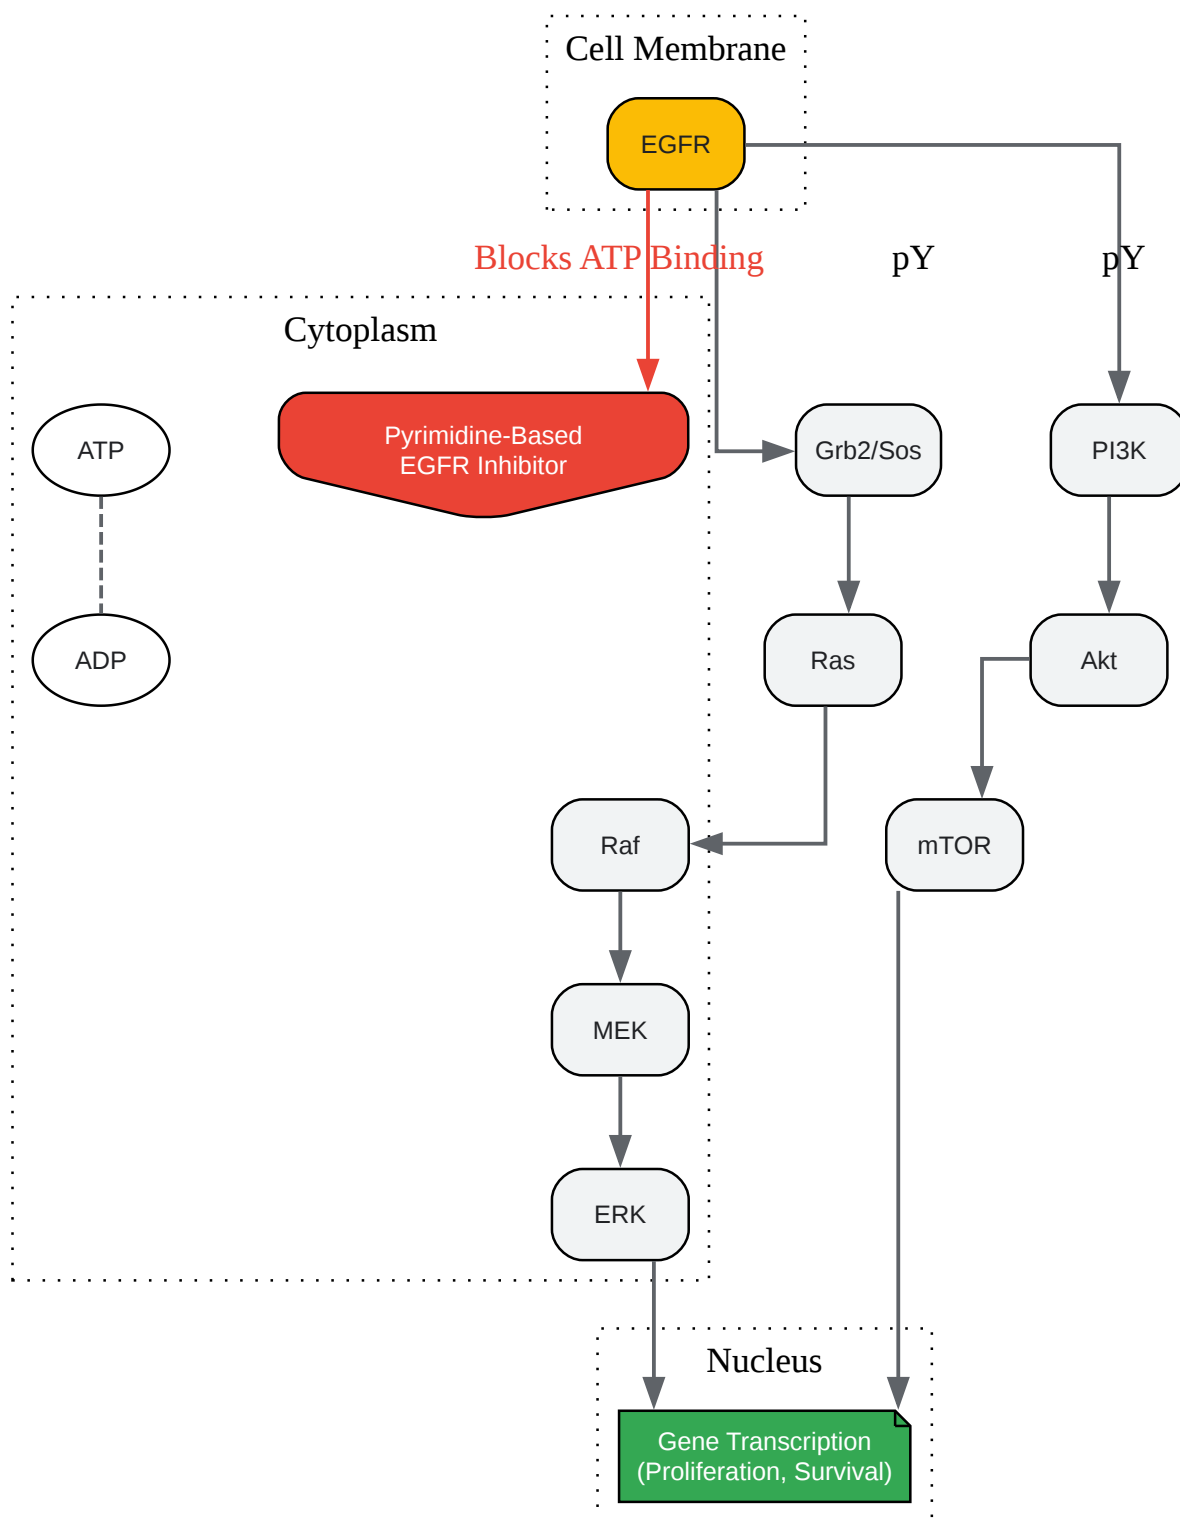 Cell Membrane
EGFR
Blocks ATP Binding
pY
pY
Cytoplasm
ATP
Pyrimidine-Based
EGFR Inhibitor
Grb2/Sos
PI3K
ADP
Ras
Akt
Raf
mTOR
MEK
ERK
Nucleus
Gene Transcription
(Proliferation, Survival)